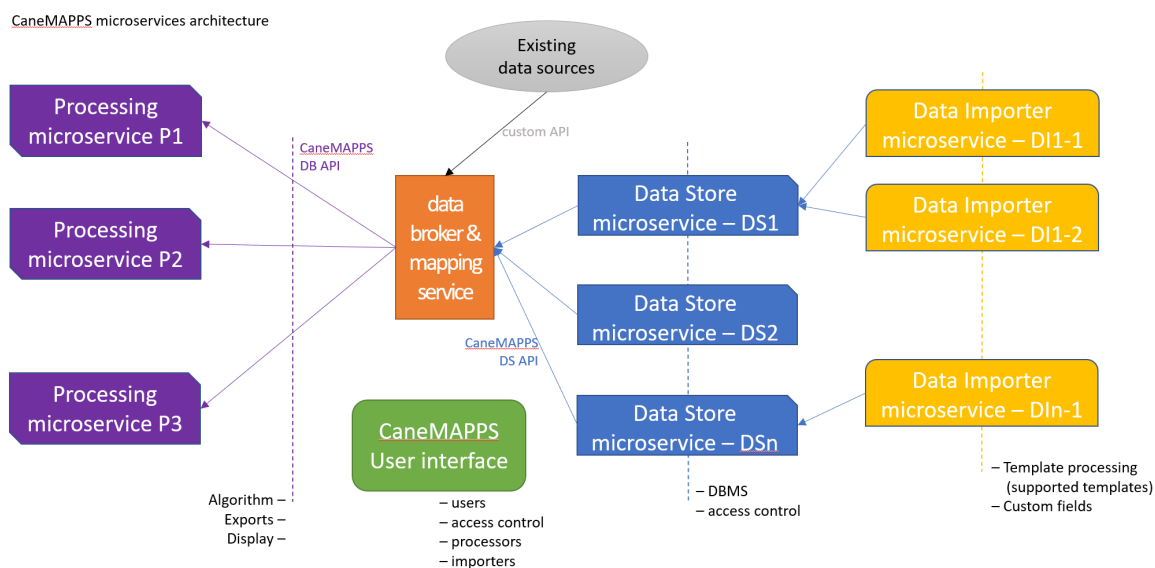 CaneMAPPS microservices architecture
Existing
data sources
custom API
Processing
microservice P1
Processing
microservice P2
Processing
microservice P3
CaneMAPPS
DB API
data
broker &
mapping
service
Data Store
microservice – DS1
Data Store
microservice – DS2
Data Store
microservice – DSn
CaneMAPPS
DS API
Data Importer
microservice – DI1-1
Data Importer
microservice – DI1-2
Data Importer
microservice – DIn-1
CaneMAPPS
User interface
Algorithm –
Exports –
Display –
– users
– access control
– processors
– importers
– DBMS
– access control
– Template processing
(supported templates)
– Custom fields